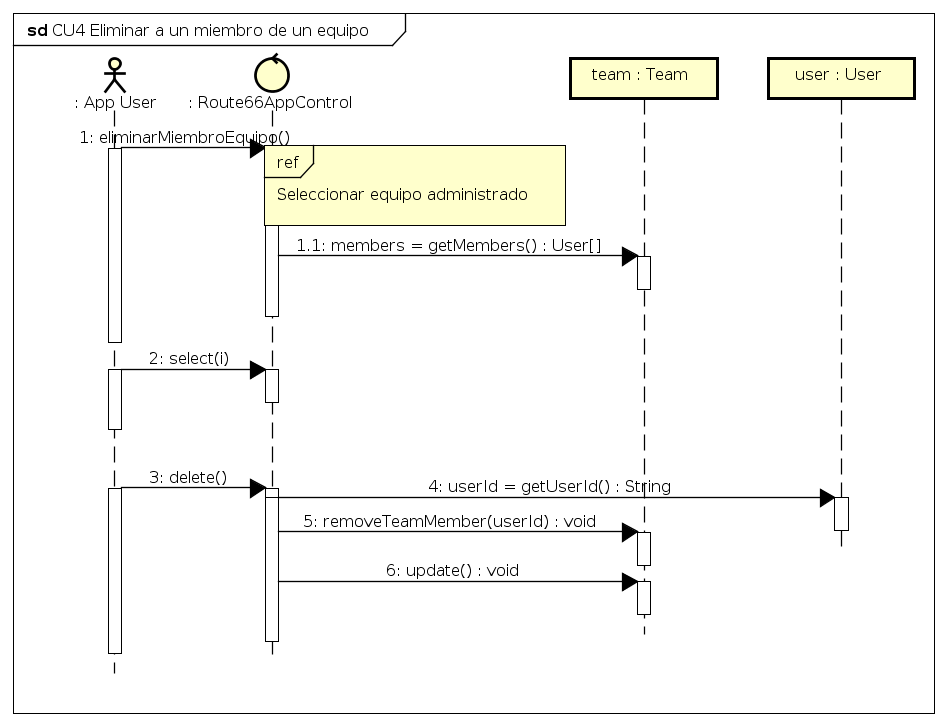 sd CU4 Eliminar a un miembro de un equipo
: App User
: Route66AppControl
team : Team
user : User
1: eliminarMiembroEquipo()
ref
Seleccionar equipo administrado
1.1: members = getMembers() : User[]
2: select(i)
3: delete()
4: userId = getUserId() : String
5: removeTeamMember(userId) : void
6: update() : void